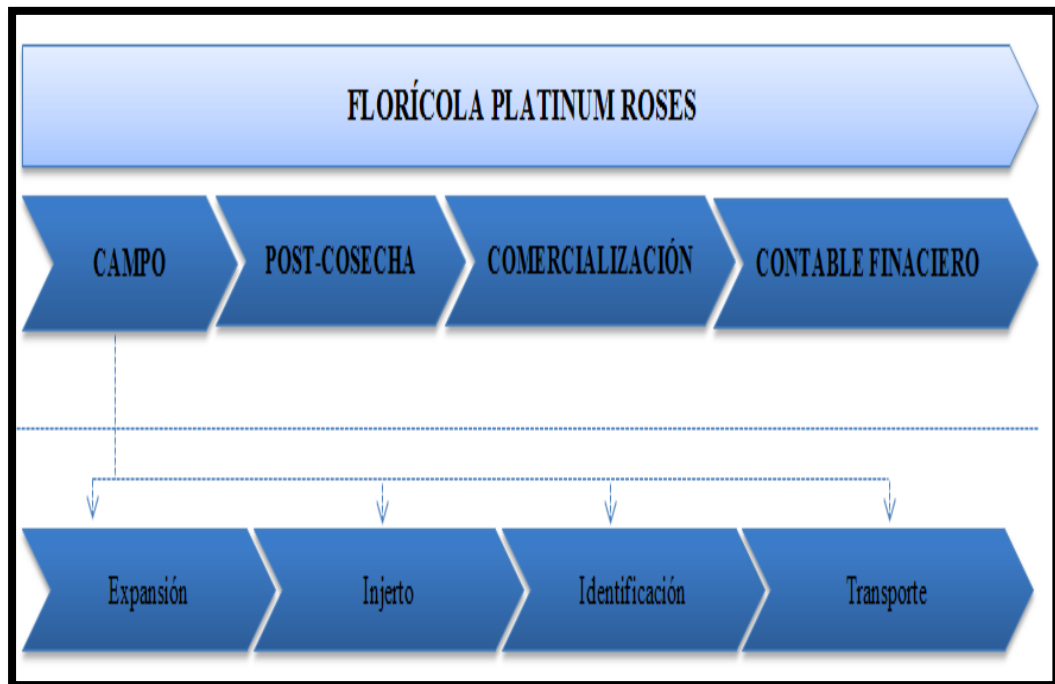 FLORÍCOLA PLATINUM ROSES
CAMPO
POST-COSECHA
COMERCIALIZACIÓN
CONTABLE FINACIERO
Expansión
Injerto
Identificación
Transporte